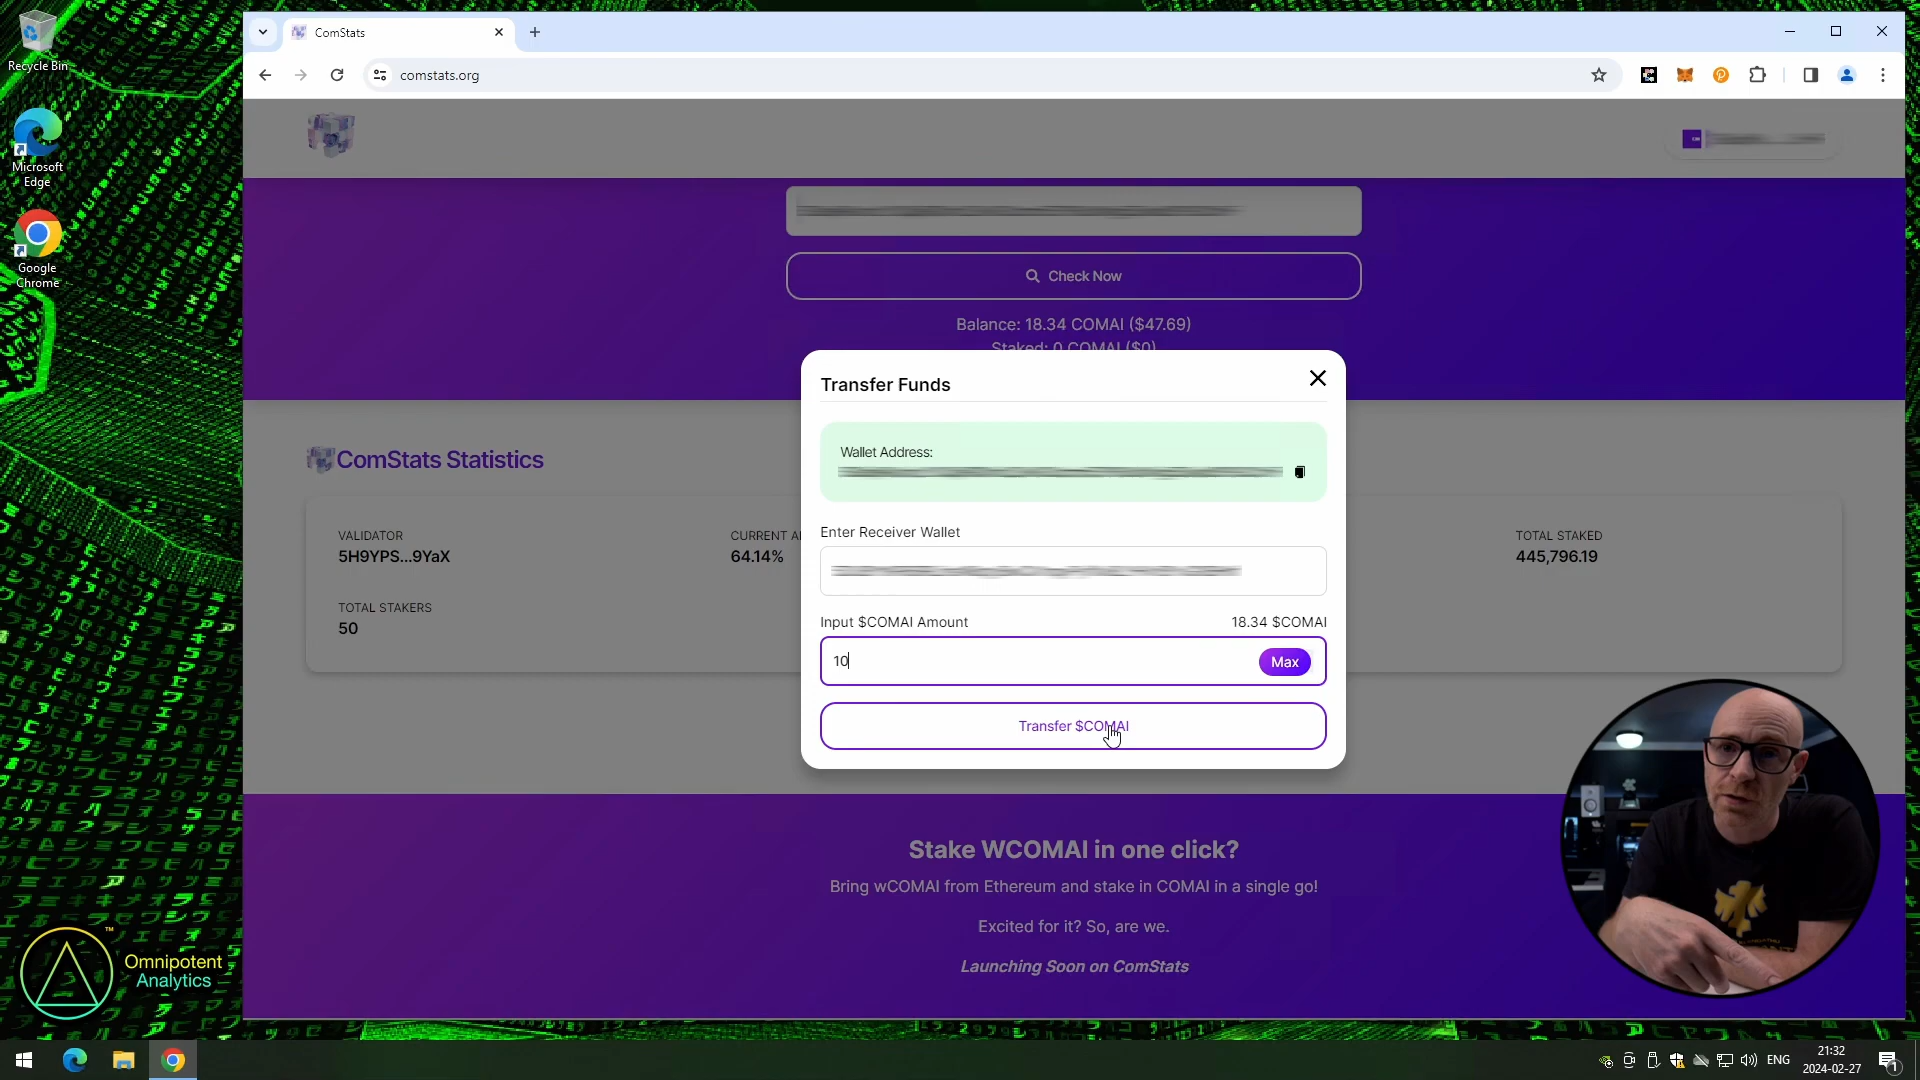 Recycle Bin
Microsoft
Edge
Google
Chrome
ComStats
comstats.org
Check Now
Balance: 18.34 COMAI ($47.69)
Staked: 0 COMAI ($0)
Transfer Funds
Wallet Address:
Enter Receiver Wallet
Input $COMAI Amount
18.34 $COMAI
10
Max
Transfer $COMAI
ComStats Statistics
VALIDATOR
5H9YPS...9YaX
CURRENT A
64.14%
TOTAL STAKED
445,796.19
TOTAL STAKERS
50
Stake WCOMAI in one click?
Bring wCOMAI from Ethereum and stake in COMAI in a single go!
Excited for it? So, are we.
Launching Soon on ComStats
TM
Omnipotent
Analytics
ENG
21:32
2024-02-27
1